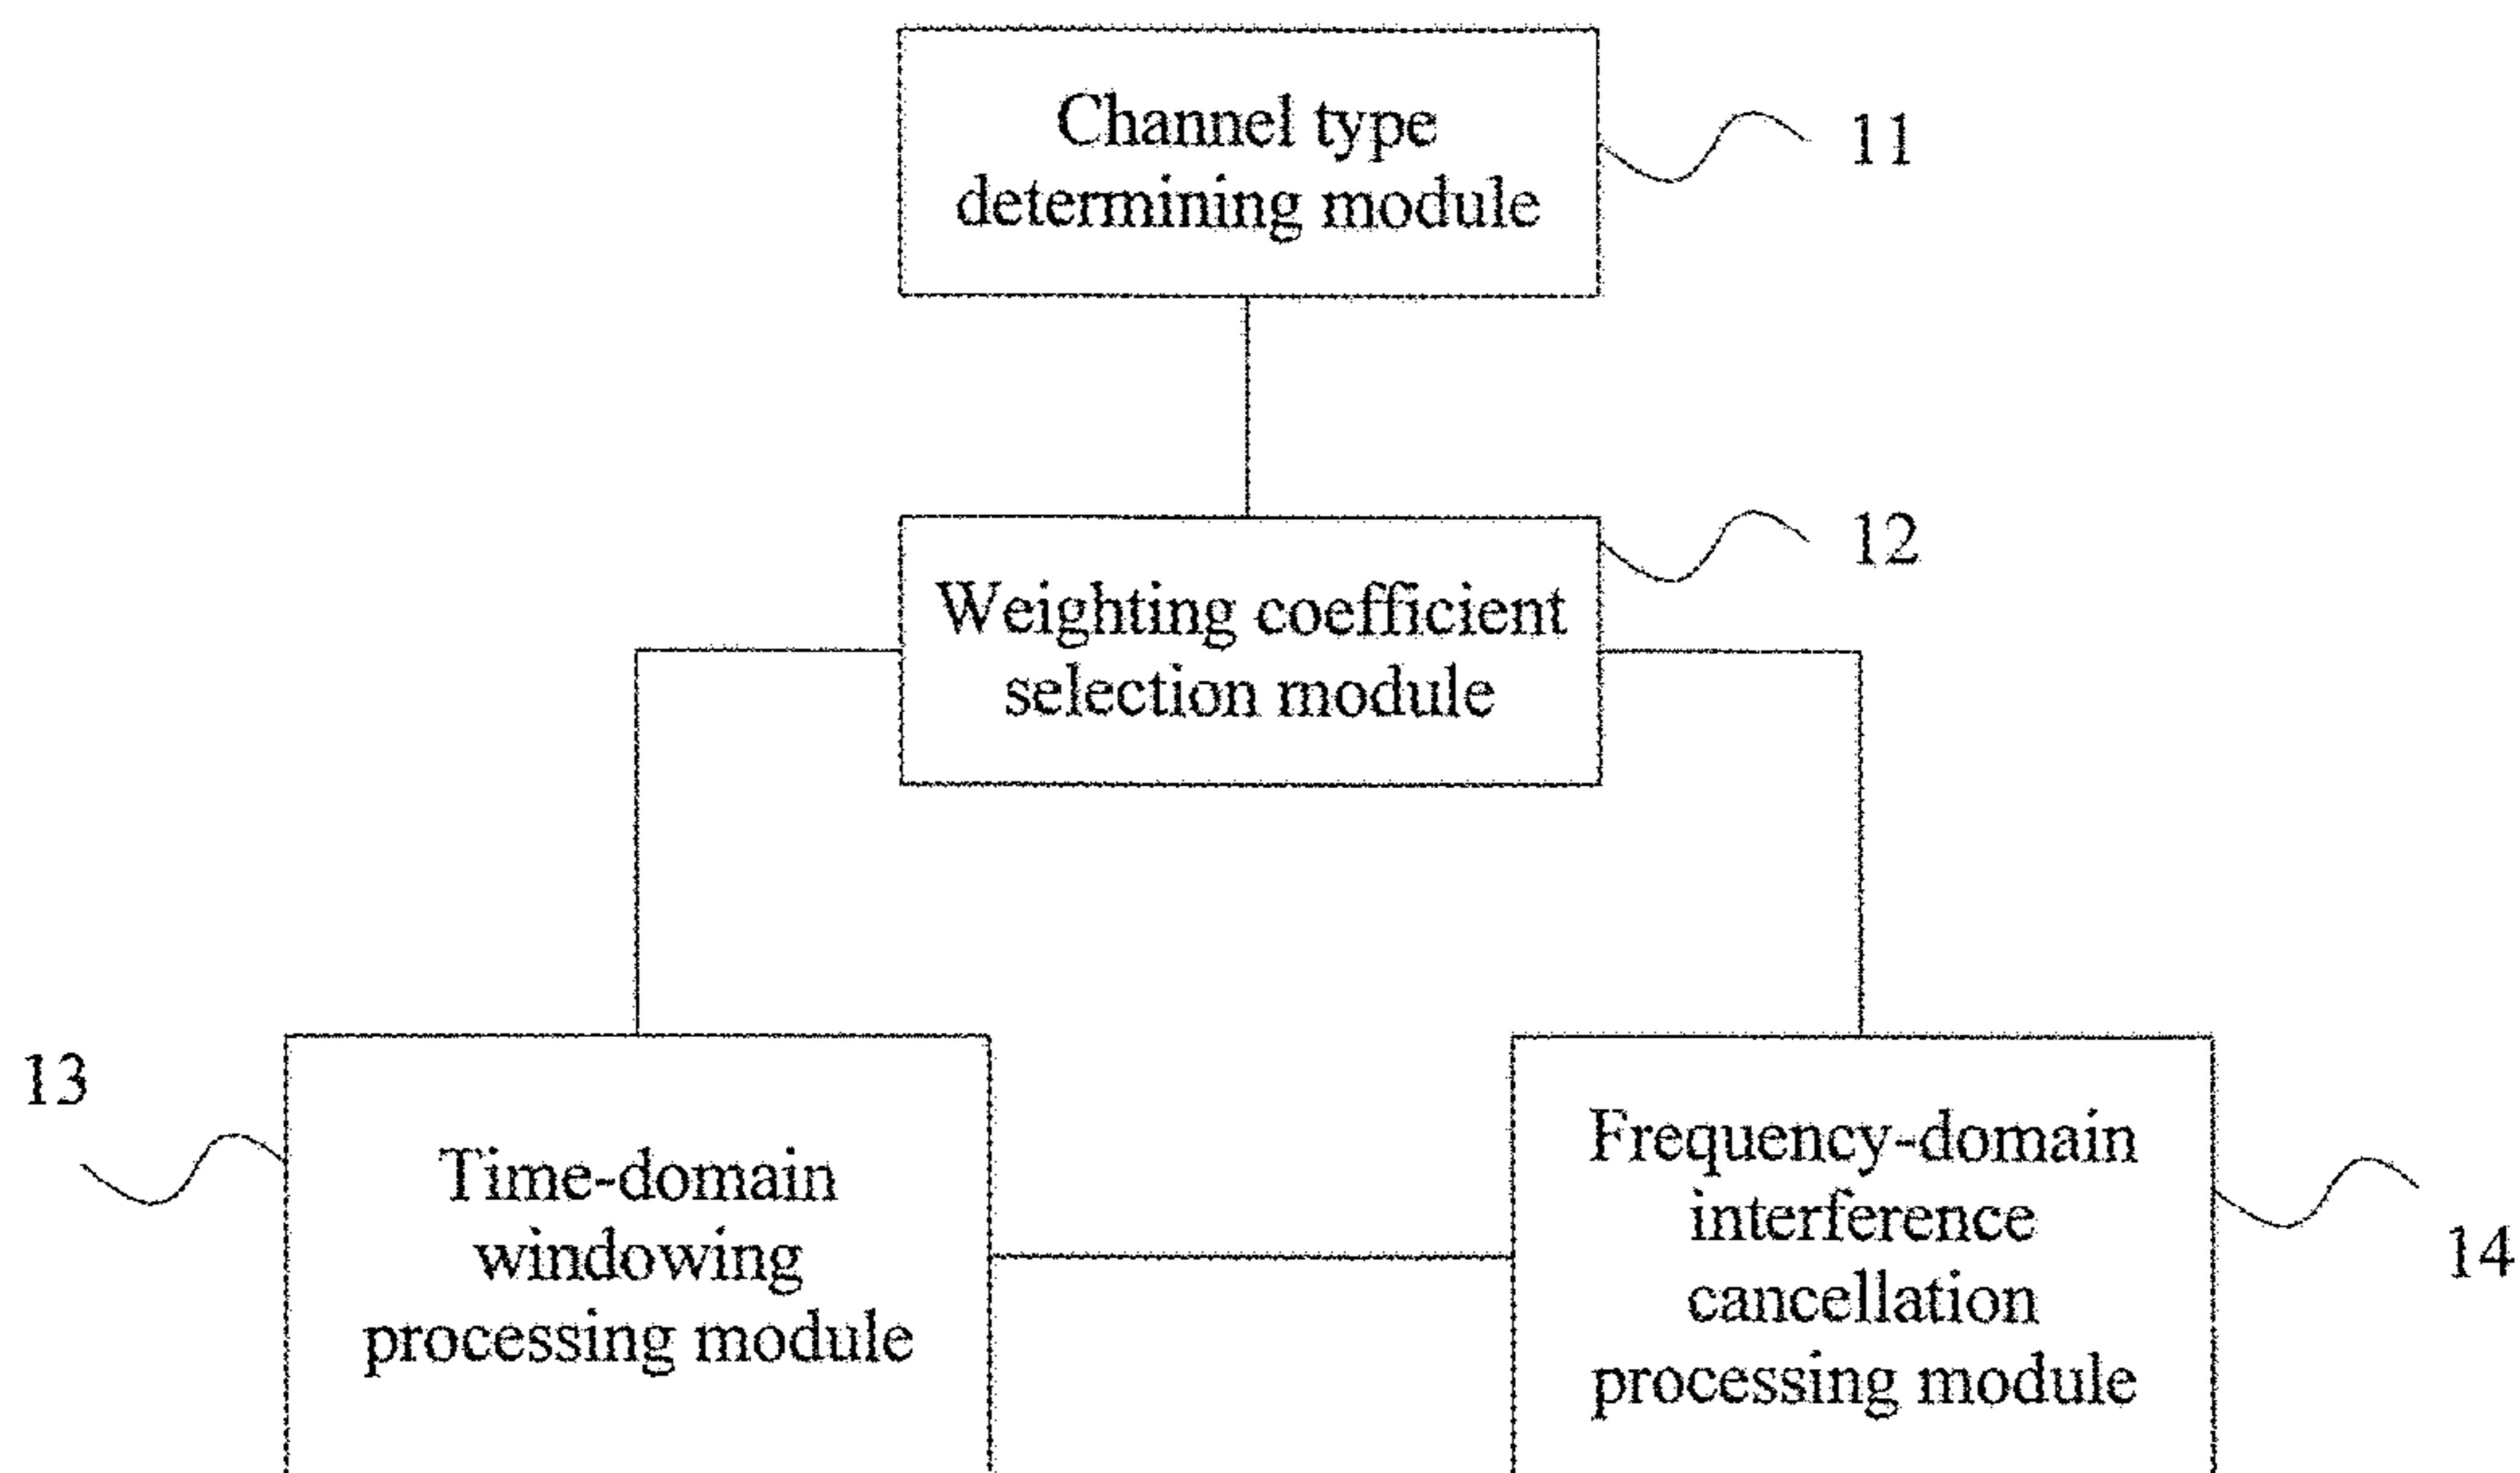 Channel type
determining module
11
Weighting coefficient
selection module
12
13
Time-domain
windowing
processing module
Frequency-domain
interference
cancellation
processing module
14